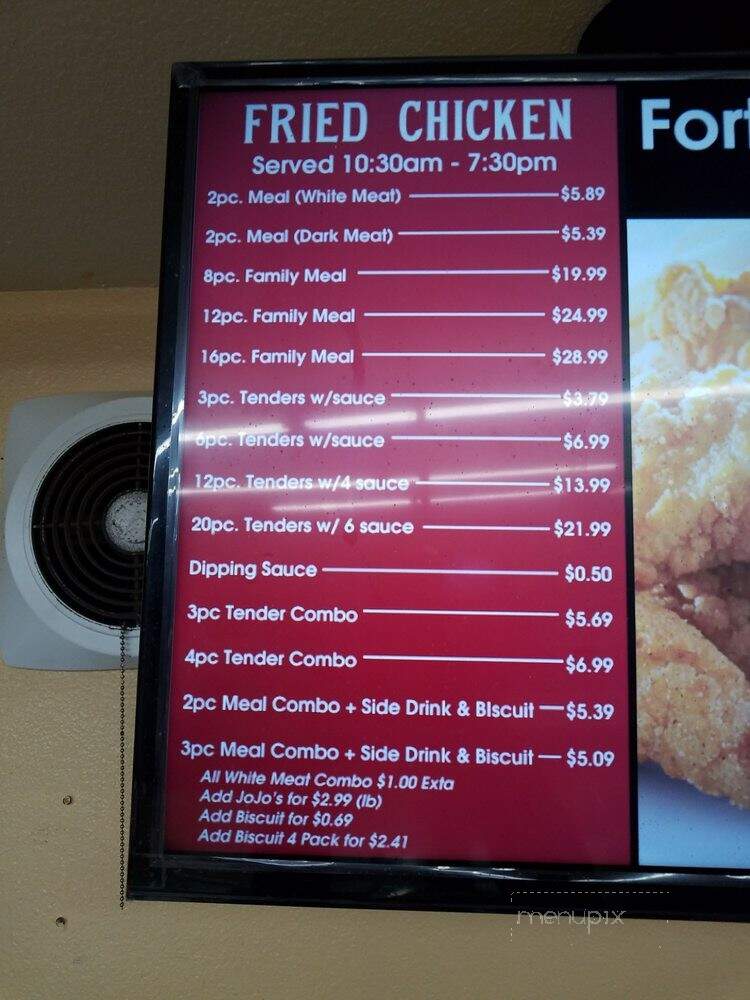 FRIED CHICKEN
Served 10:30am - 7:30pm
2pc. Meal (White Meat) $5.89
2pc. Meal (Dark Meat) $5.39
8pc. Family Meal $19.99
12pc. Family Meal $24.99
16pc. Family Meal $28.99
3pc. Tenders w/sauce $3.79
6pc. Tenders w/sauce $6.99
12pc. Tenders w/4 sauce $13.99
20pc. Tenders w/ 6 sauce $21.99
Dipping Sauce $0.50
3pc Tender Combo $5.69
4pc Tender Combo $6.99
2pc Meal Combo + Side Drink & BIscuit $5.39
3pc Meal Combo + Side Drink & Biscuit $5.09
All White Meat Combo $1.00 Exta
Add JoJo's for $2.99 (lb)
Add Biscuit for $0.69
Add Biscuit 4 Pack for $2.41
menupix